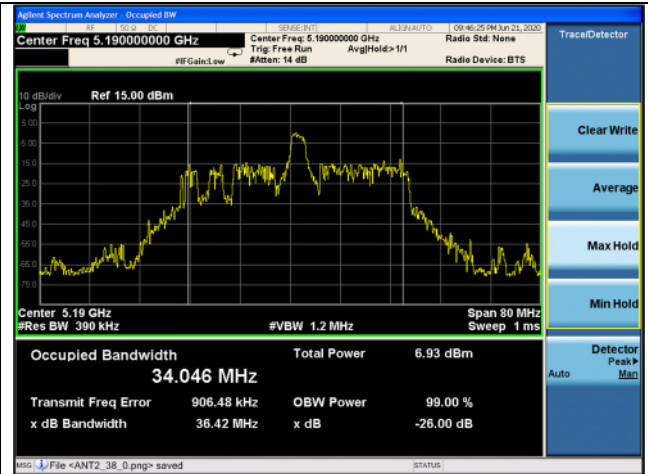 Agilent Spectrum Analyzer - Occupied BW
RF 50 Ω DC SENSE:INT ALIGN AUTO 09:46:25 PM Jun 21, 2020
Center Freq 5.190000000 GHz
Center Freq: 5.190000000 GHz
Radio Std: None
Trig: Free Run Avg|Hold:>1/1
#IFGain:Low #Atten: 14 dB Radio Device: BTS
Trace/Detector
10 dB/div Ref 15.00 dBm
Log
5.00
-5.00
-15.0
-25.0
-35.0
-45.0
-55.0
-65.0
-75.0
Center 5.19 GHz Span 80 MHz
#Res BW 390 kHz #VBW 1.2 MHz Sweep 1 ms
Clear Write
Average
Max Hold
Min Hold
Detector
Peak▶
Auto Man
Occupied Bandwidth Total Power 6.93 dBm
34.046 MHz
Transmit Freq Error 906.48 kHz OBW Power 99.00 %
x dB Bandwidth 36.42 MHz x dB -26.00 dB
MSG File <ANT2_38_0.png> saved STATUS